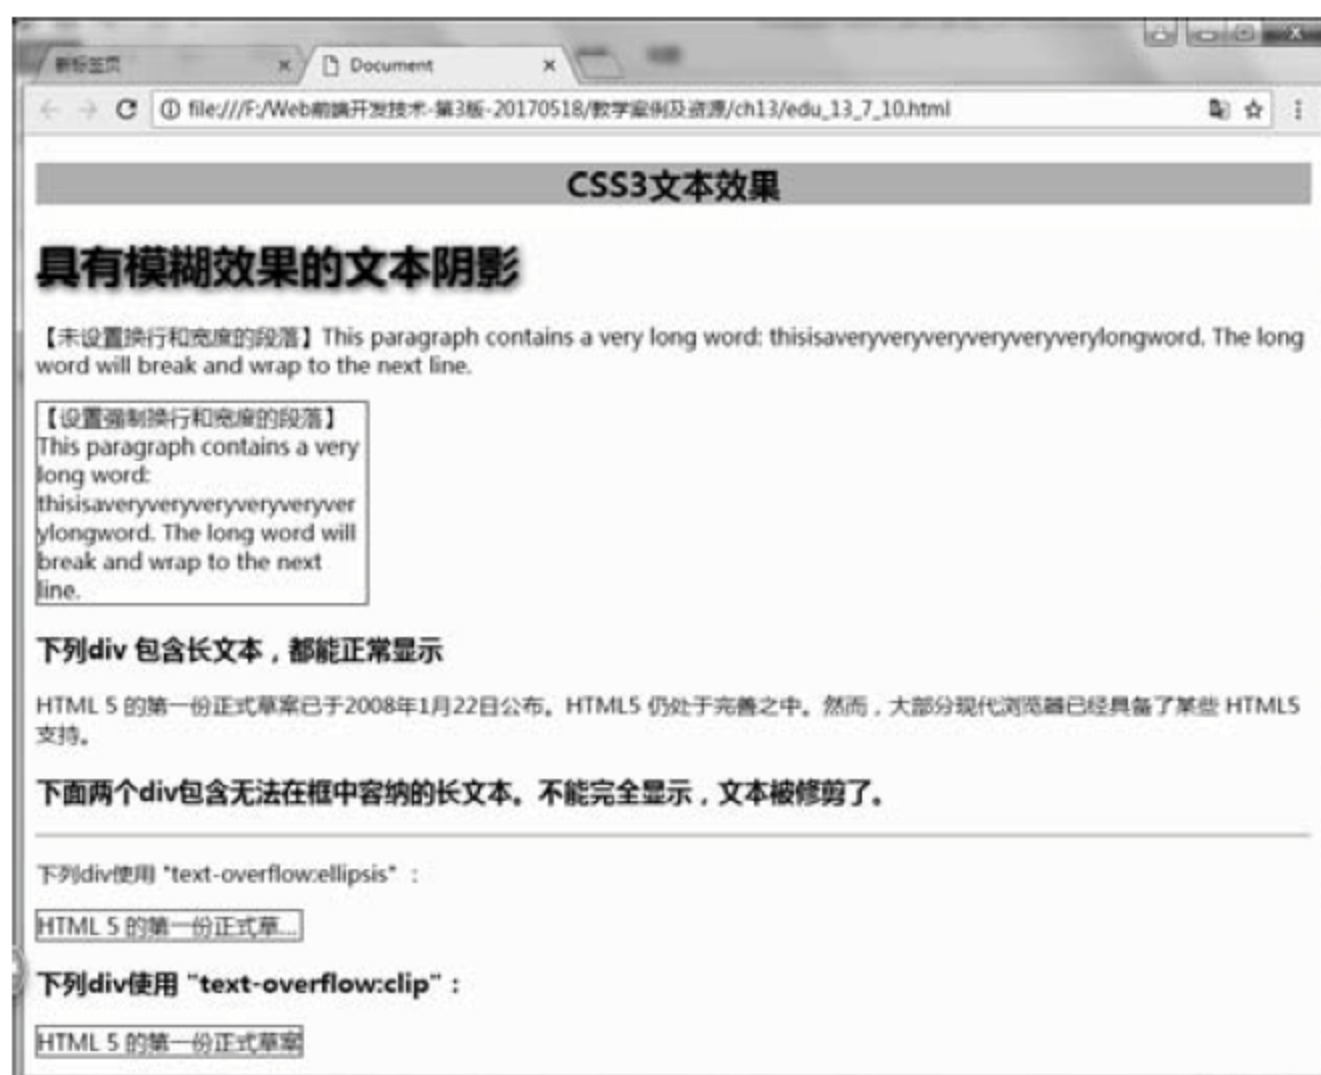 新标签页
Document
file:///F:/Web前端开发技术-第3版-20170518/教学案例及资源/ch13/edu_13_7_10.html
CSS3文本效果
具有模糊效果的文本阴影
【未设置换行和宽度的段落】This paragraph contains a very long word: thisisaveryveryveryveryveryverylongword. The long
word will break and wrap to the next line.
【设置强制换行和宽度的段落】
This paragraph contains a very
long word:
thisisaveryveryveryveryveryver
ylongword. The long word will
break and wrap to the next
line.
下列div 包含长文本，都能正常显示
HTML 5 的第一份正式草案已于2008年1月22日公布。HTML5 仍处于完善之中。然而，大部分现代浏览器已经具备了某些 HTML5
支持。
下面两个div包含无法在框中容纳的长文本。不能完全显示，文本被修剪了。
下列div使用 "text-overflow:ellipsis" ：
HTML 5 的第一份正式草...
下列div使用 "text-overflow:clip"：
HTML 5 的第一份正式草案